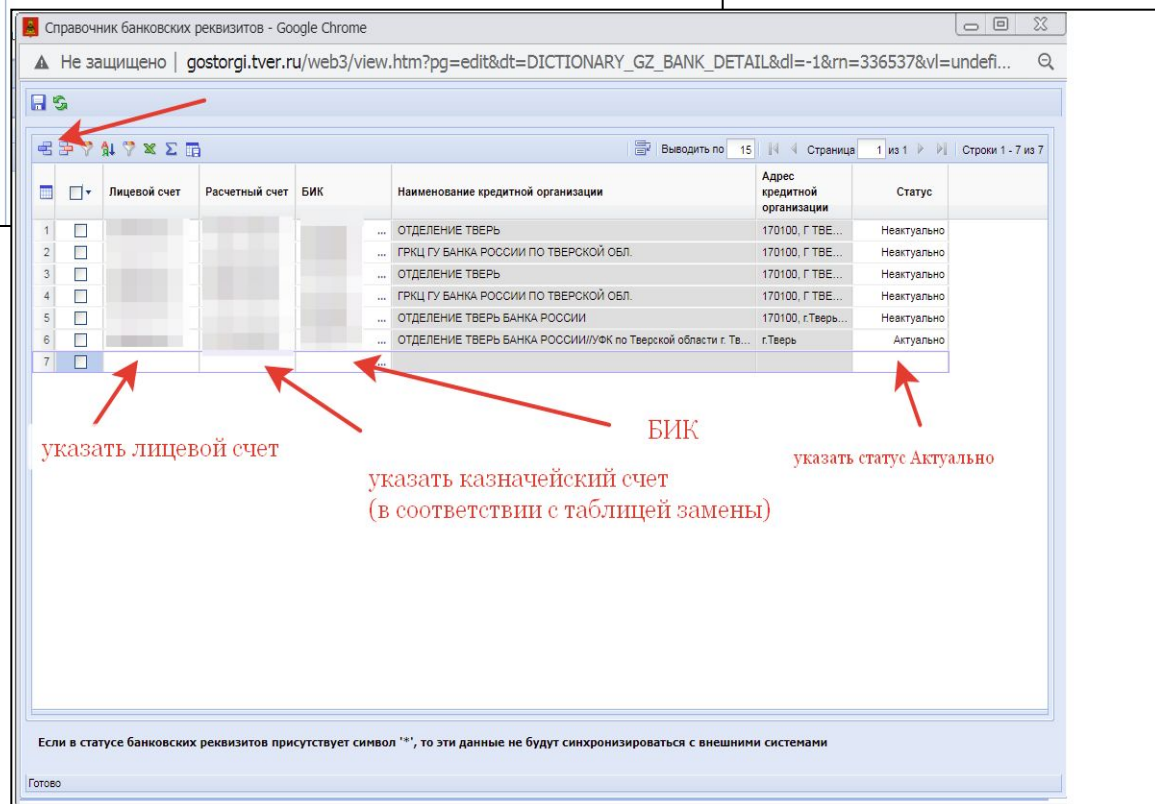 Справочник банковских реквизитов - Google Chrome
Не защищено | gostorgi.tver.ru/web3/view.htm?pg=edit&dt=DICTIONARY_GZ_BANK_DETAIL&dl=-1&rn=336537&vl=undefi...
Выводить по 15 Страница 1 из 1 Строки 1 - 7 из 7
Лицевой счет Расчетный счет БИК Наименование кредитной организации Адрес кредитной организации Статус
1 ... ОТДЕЛЕНИЕ ТВЕРЬ 170100, Г ТВЕ... Неактуально
2 ... ГРКЦ ГУ БАНКА РОССИИ ПО ТВЕРСКОЙ ОБЛ. 170100, Г ТВЕ... Неактуально
3 ... ОТДЕЛЕНИЕ ТВЕРЬ 170100, Г ТВЕ... Неактуально
4 ... ГРКЦ ГУ БАНКА РОССИИ ПО ТВЕРСКОЙ ОБЛ. 170100, Г ТВЕ... Неактуально
5 ... ОТДЕЛЕНИЕ ТВЕРЬ БАНКА РОССИИ 170100, г.Тверь... Неактуально
6 ... ОТДЕЛЕНИЕ ТВЕРЬ БАНКА РОССИИ//УФК по Тверской области г. Тв... г.Тверь Актуально
7 ...
указать лицевой счет
БИК
указать статус Актуально
указать казначейский счет
(в соответствии с таблицей замены)
Если в статусе банковских реквизитов присутствует символ '*', то эти данные не будут синхронизироваться с внешними системами
Готово